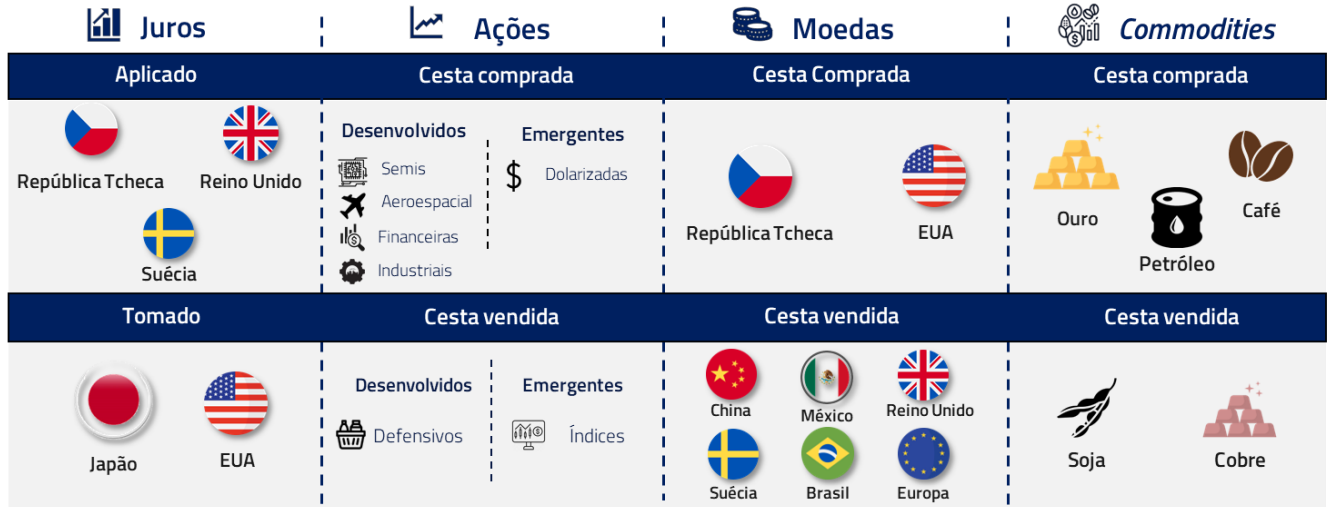 Juros
Ações
Moedas
Commodities
Aplicado
Cesta comprada
Cesta Comprada
Cesta comprada
República Tcheca
Reino Unido
Suécia
Desenvolvidos
Semis
Aeroespacial
Financeiras
Industriais
Emergentes
$
Dolarizadas
República Tcheca
EUA
Ouro
Petróleo
Café
Tomado
Cesta vendida
Cesta vendida
Cesta vendida
Japão
EUA
Desenvolvidos
Defensivos
Emergentes
Índices
China
México
Reino Unido
Suécia
Brasil
Europa
Soja
Cobre